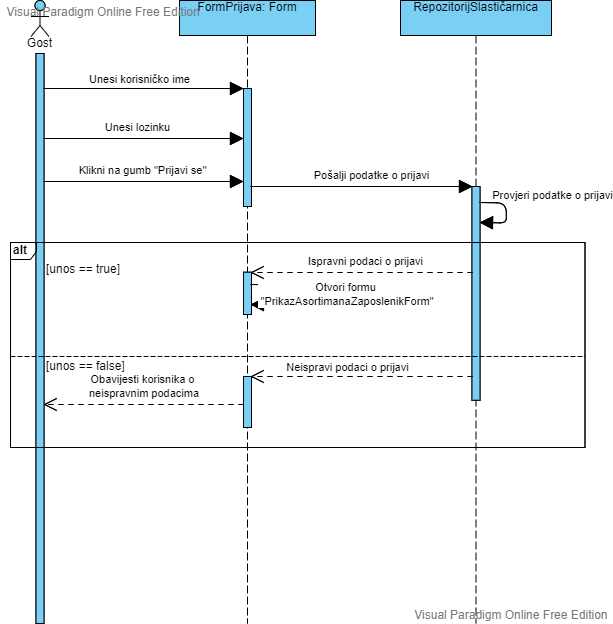 Visual Paradigm Online Free Edition
FormPrijava: Form
RepozitorijSlastičarnica
Gost
Unesi korisničko ime
Unesi lozinku
Klikni na gumb "Prijavi se"
Pošalji podatke o prijavi
Provjeri podatke o prijavi
alt
Ispravni podaci o prijavi
[unos == true]
Otvori formu
"PrikazAsortimanaZaposlenikForm"
[unos == false]
Neispravi podaci o prijavi
Obavijesti korisnika o
neispravnim podacima
Visual Paradigm Online Free Edition